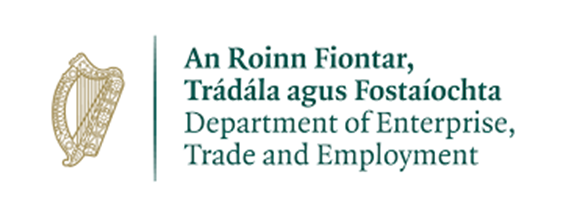 An Roinn Fiontar,
Trádála agus Fostaíochta
Department of Enterprise,
Trade and Employment